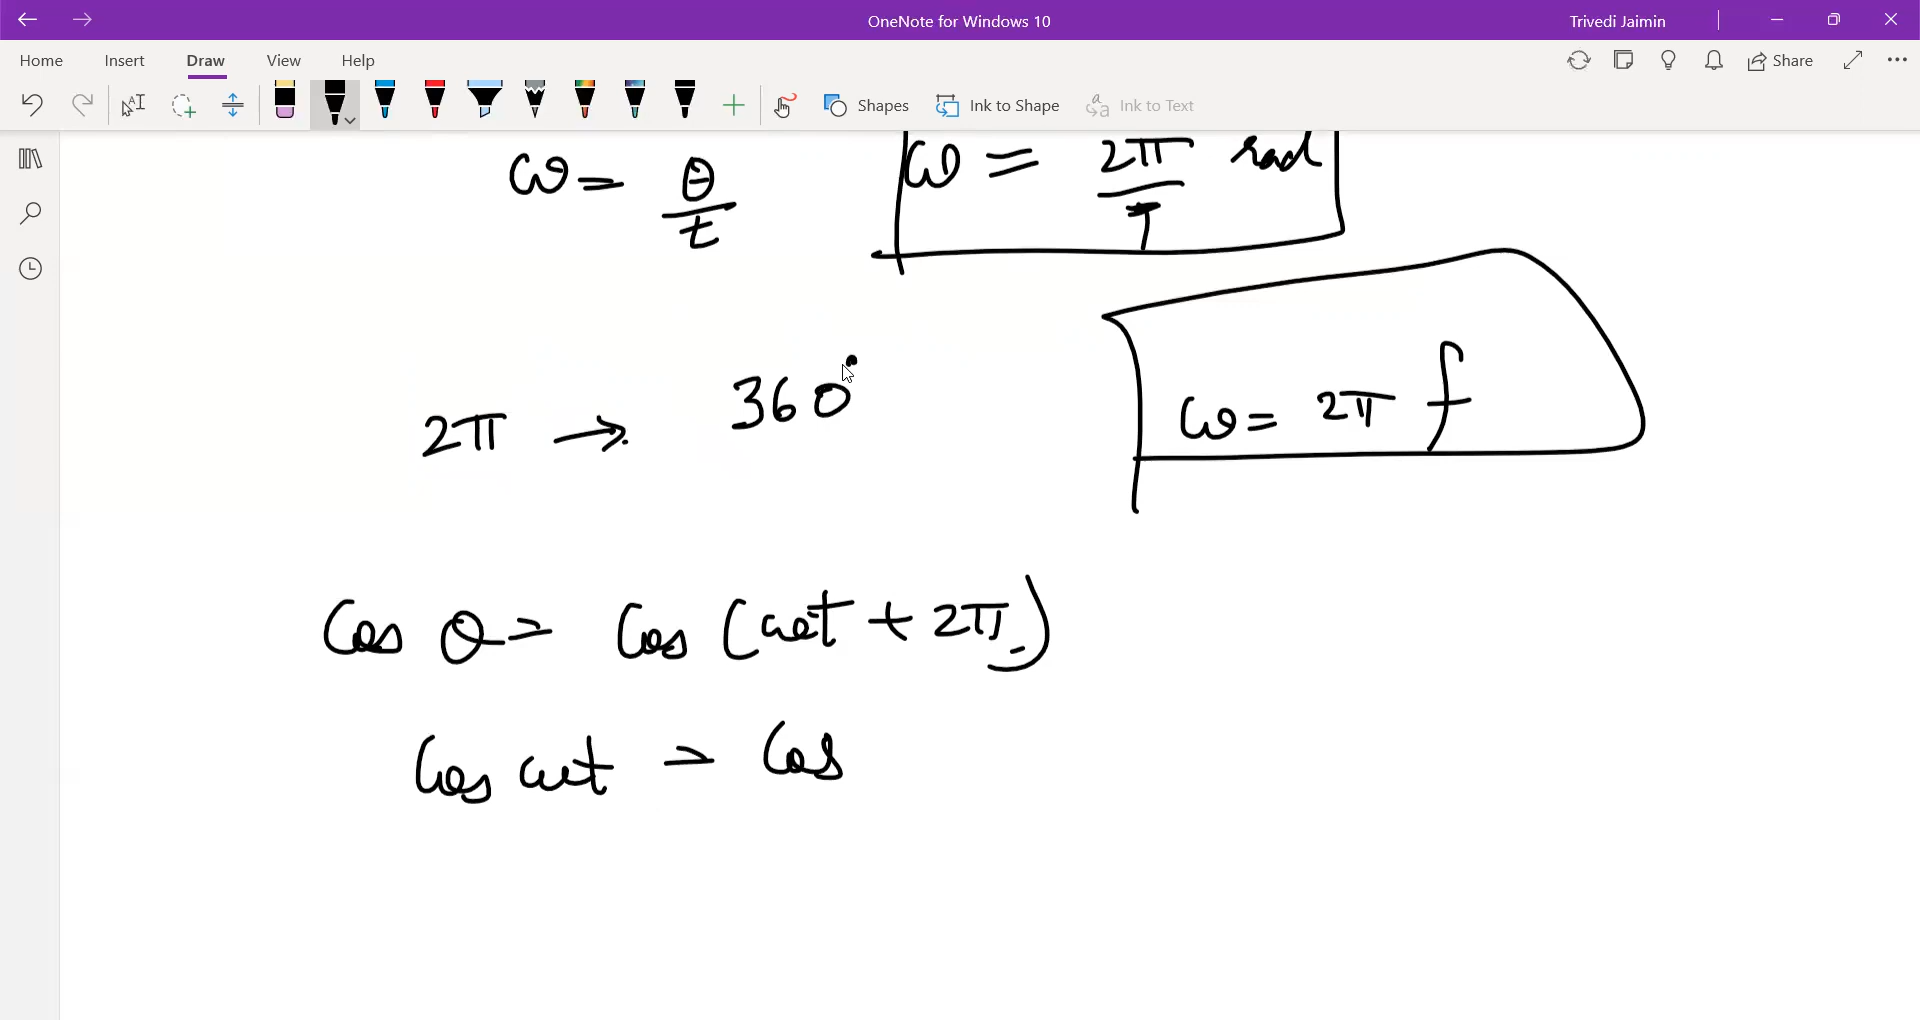 OneNote for Windows 10
Trivedi Jaimin
Home Insert Draw View Help
Share
Shapes Ink to Shape Ink to Text
ω = θ/t
ω = 2π/T rad
2π → 360°
ω = 2π f
Cos θ = Cos (ωt + 2π)
Cos ωt = Cos